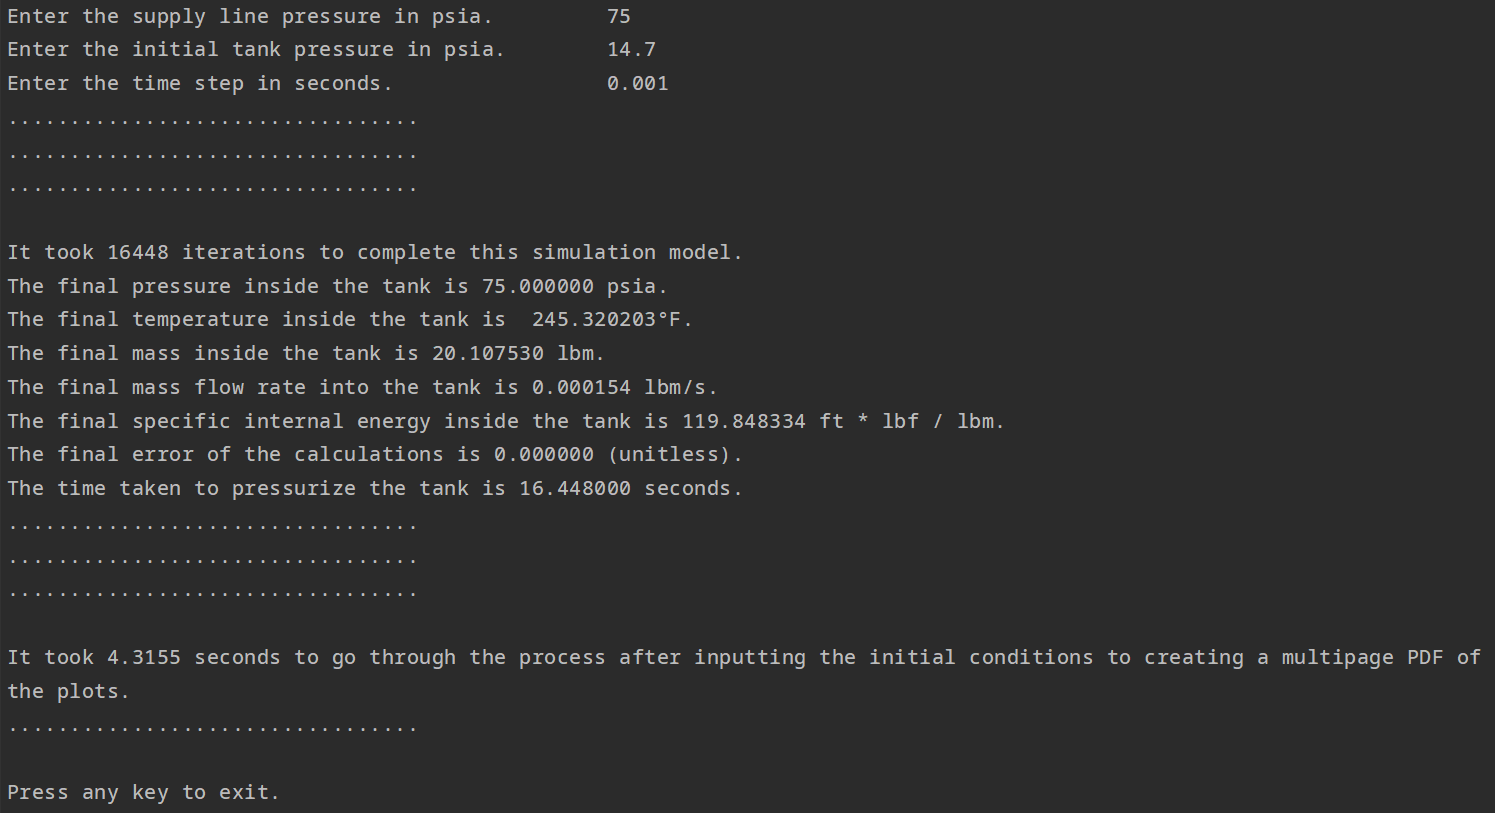 Enter the supply line pressure in psia.         75
Enter the initial tank pressure in psia.        14.7
Enter the time step in seconds.                 0.001
.................................
.................................
.................................

It took 16448 iterations to complete this simulation model.
The final pressure inside the tank is 75.000000 psia.
The final temperature inside the tank is  245.320203°F.
The final mass inside the tank is 20.107530 lbm.
The final mass flow rate into the tank is 0.000154 lbm/s.
The final specific internal energy inside the tank is 119.848334 ft * lbf / lbm.
The final error of the calculations is 0.000000 (unitless).
The time taken to pressurize the tank is 16.448000 seconds.
.................................
.................................
.................................

It took 4.3155 seconds to go through the process after inputting the initial conditions to creating a multipage PDF of
the plots.
.................................

Press any key to exit.